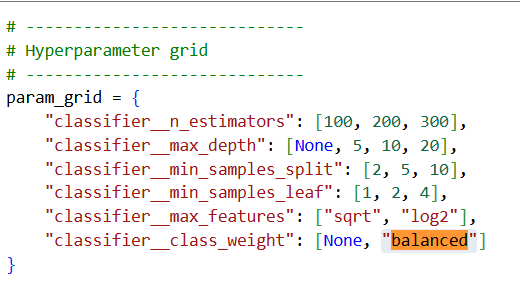 # ----------------------------
# Hyperparameter grid
# ----------------------------
param_grid = {
    "classifier__n_estimators": [100, 200, 300],
    "classifier__max_depth": [None, 5, 10, 20],
    "classifier__min_samples_split": [2, 5, 10],
    "classifier__min_samples_leaf": [1, 2, 4],
    "classifier__max_features": ["sqrt", "log2"],
    "classifier__class_weight": [None, "balanced"]
}